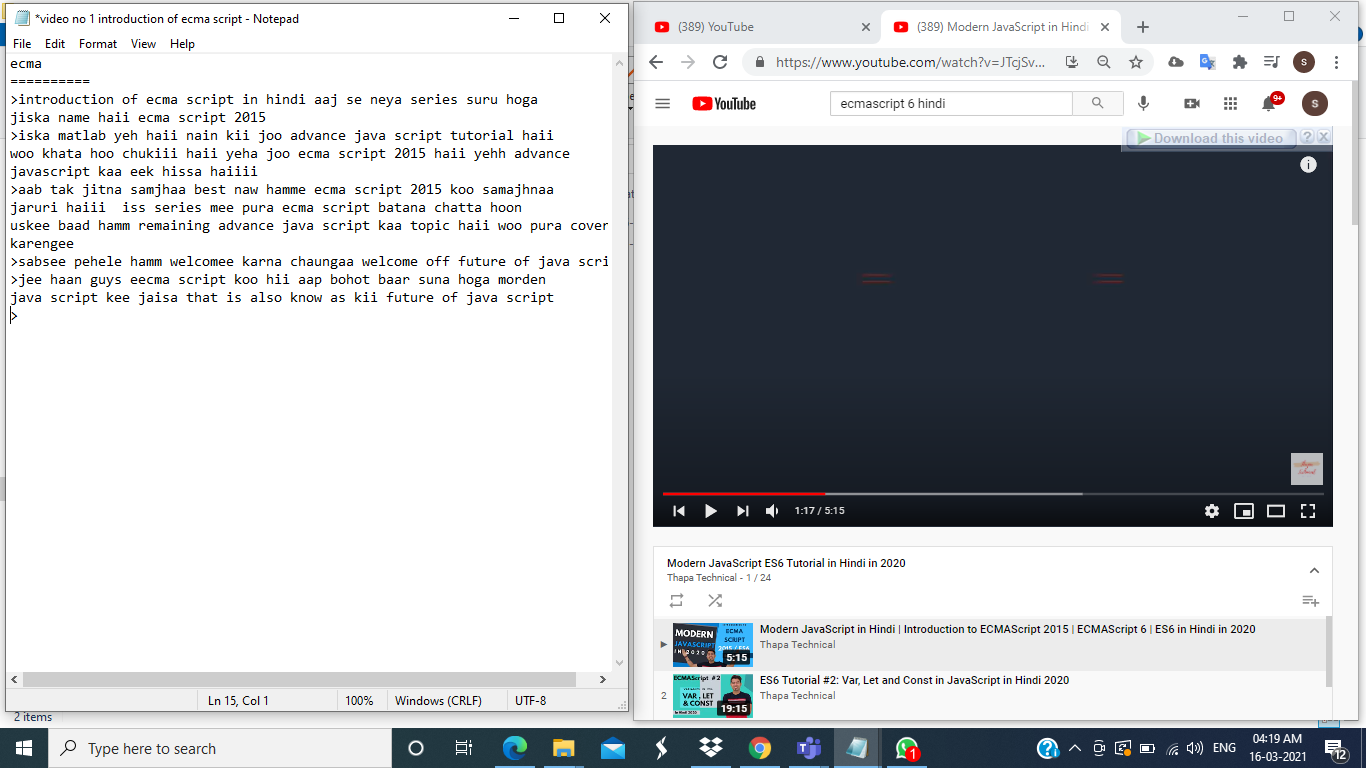 *video no 1 introduction of ecma script - Notepad
File Edit Format View Help
ecma
==========
>introduction of ecma script in hindi aaj se neya series suru hoga
jiska name haii ecma script 2015
>iska matlab yeh haii nain kii joo advance java script tutorial haii
woo khata hoo chukiii haii yeha joo ecma script 2015 haii yehh advance
javascript kaa eek hissa haiiii
>aab tak jitna samjhaa best naw hamme ecma script 2015 koo samajhnaa
jaruri haiii  iss series mee pura ecma script batana chatta hoon
uskee baad hamm remaining advance java script kaa topic haii woo pura cover
karengee
>sabsee pehele hamm welcomee karna chaungaa welcome off future of java scri
>jee haan guys eecma script koo hii aap bohot baar suna hoga morden
java script kee jaisa that is also know as kii future of java script
>
Ln 15, Col 1 100% Windows (CRLF) UTF-8
2 items
(389) YouTube
(389) Modern JavaScript in Hindi
https://www.youtube.com/watch?v=JTcjSv...
S
YouTube
ecmascript 6 hindi
9+
S
Download this video ? X
1:17 / 5:15
Modern JavaScript ES6 Tutorial in Hindi in 2020
Thapa Technical - 1 / 24
MODERN
JAVASCRIPT
ECMA
SCRIPT
5:15
Modern JavaScript in Hindi | Introduction to ECMAScript 2015 | ECMAScript 6 | ES6 in Hindi in 2020
Thapa Technical
2
ECMAScript #2
VAR, LET
& CONST
19:15
ES6 Tutorial #2: Var, Let and Const in JavaScript in Hindi 2020
Thapa Technical
Type here to search
1
ENG
04:19 AM
16-03-2021
12